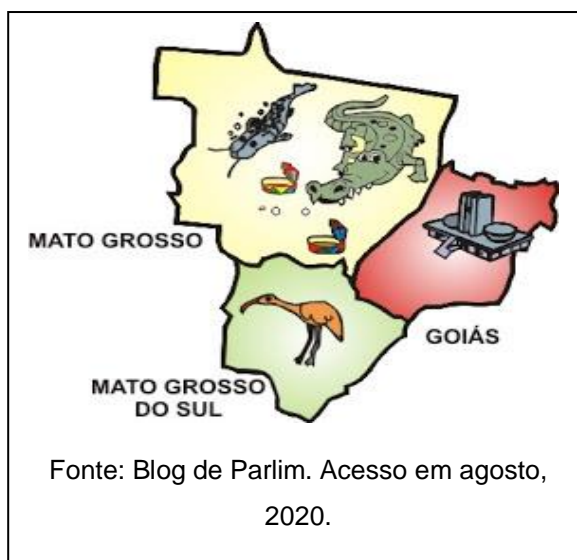 MATO GROSSO
GOIÁS
MATO GROSSO
DO SUL
Fonte: Blog de Parlim. Acesso em agosto,
2020.